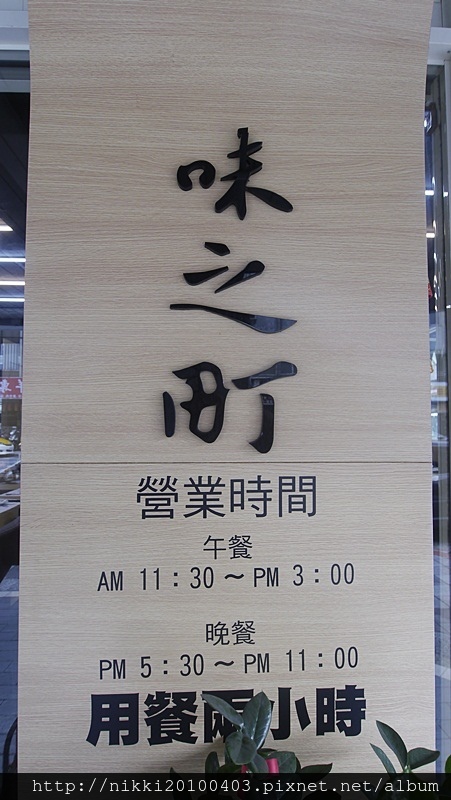 味之町
營業時間
午餐
AM 11：30～PM 3：00
晚餐
PM 5：30～PM 11：00
用餐兩小時
http://nikki20100403.pixnet.net/album